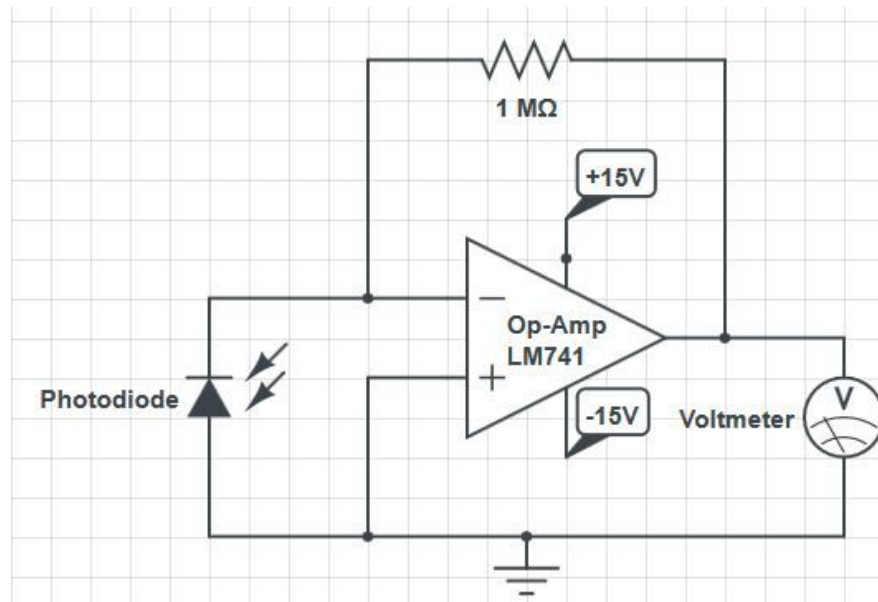 1 MΩ
+15V
Op-Amp
LM741
Photodiode
-15V
Voltmeter
V